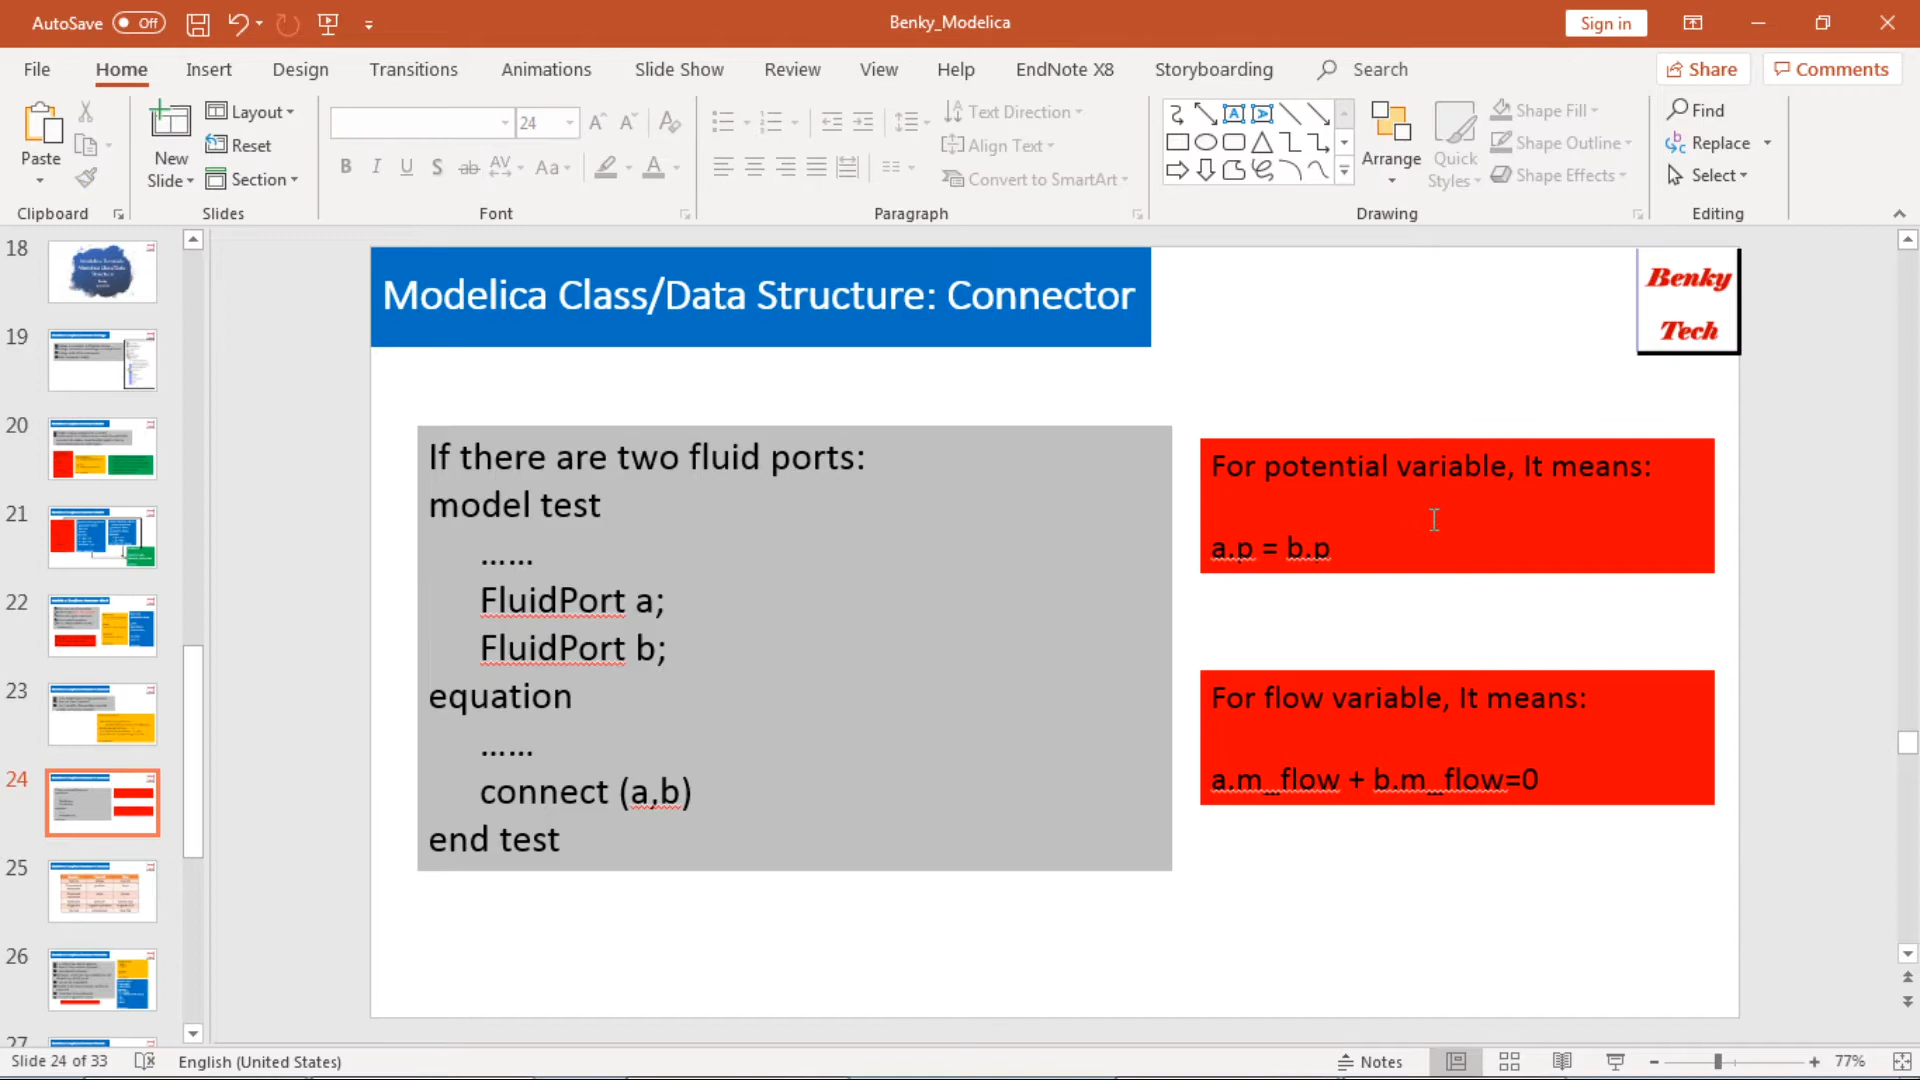 AutoSave Off
Benky_Modelica
Sign in
File Home Insert Design Transitions Animations Slide Show Review View Help EndNote X8 Storyboarding Search
Share Comments
Paste
New Slide
Layout
Reset
Section
24
Text Direction
Align Text
Convert to SmartArt
Arrange
Quick Styles
Shape Fill
Shape Outline
Shape Effects
Find
Replace
Select
Clipboard Slides Font Paragraph Drawing Editing
18
19
20
21
22
23
24
25
26
27
Modelica Class/Data Structure: Connector
Benky
Tech
If there are two fluid ports:
model test
......
FluidPort a;
FluidPort b;
equation
......
connect (a,b)
end test
For potential variable, It means:
a.p = b.p
For flow variable, It means:
a.m_flow + b.m_flow=0
Slide 24 of 33
English (United States)
Notes
77%